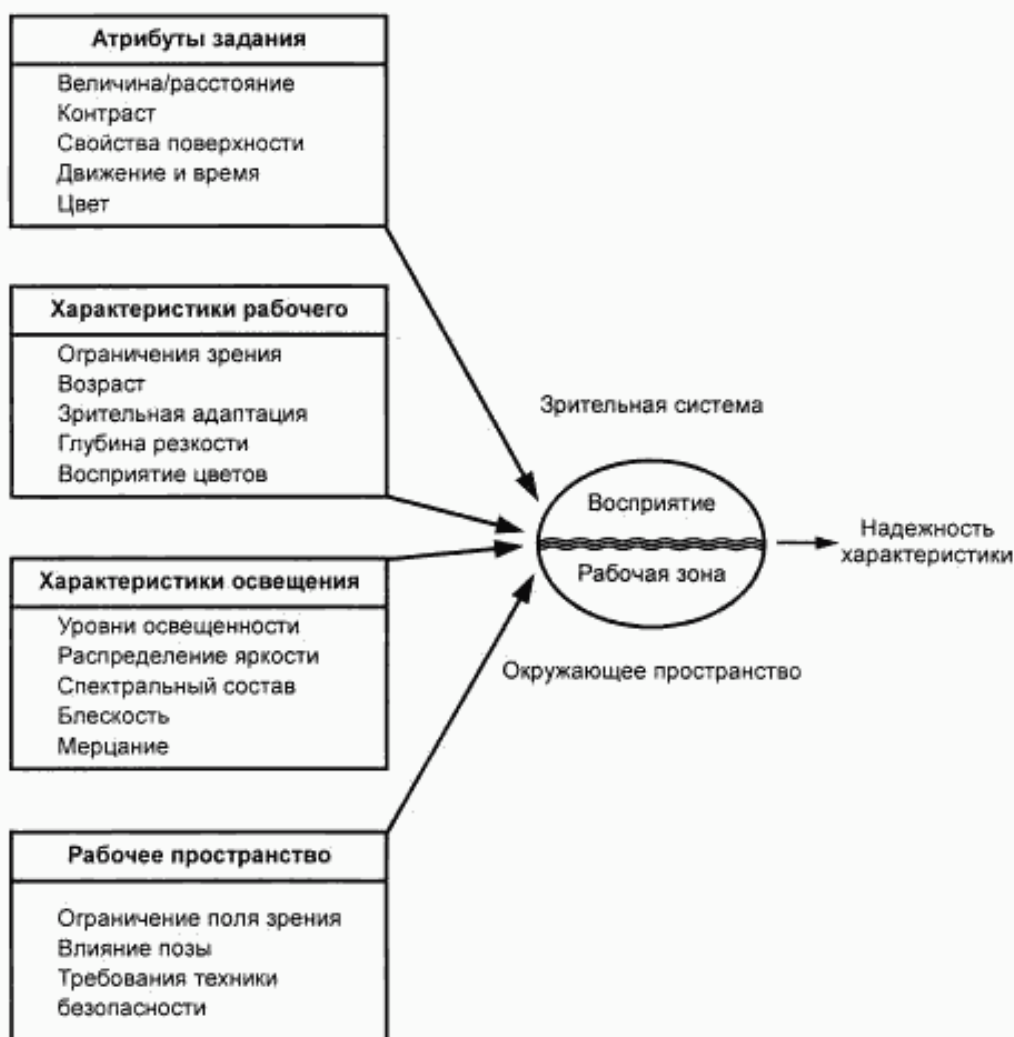 Атрибуты задания
Величина/расстояние
Контраст
Свойства поверхности
Движение и время
Цвет
Характеристики рабочего
Ограничения зрения
Возраст
Зрительная адаптация
Глубина резкости
Восприятие цветов
Характеристики освещения
Уровни освещенности
Распределение яркости
Спектральный состав
Блескость
Мерцание
Рабочее пространство
Ограничение поля зрения
Влияние позы
Требования техники
безопасности
Зрительная система
Восприятие
Рабочая зона
Окружающее пространство
Надежность
характеристики